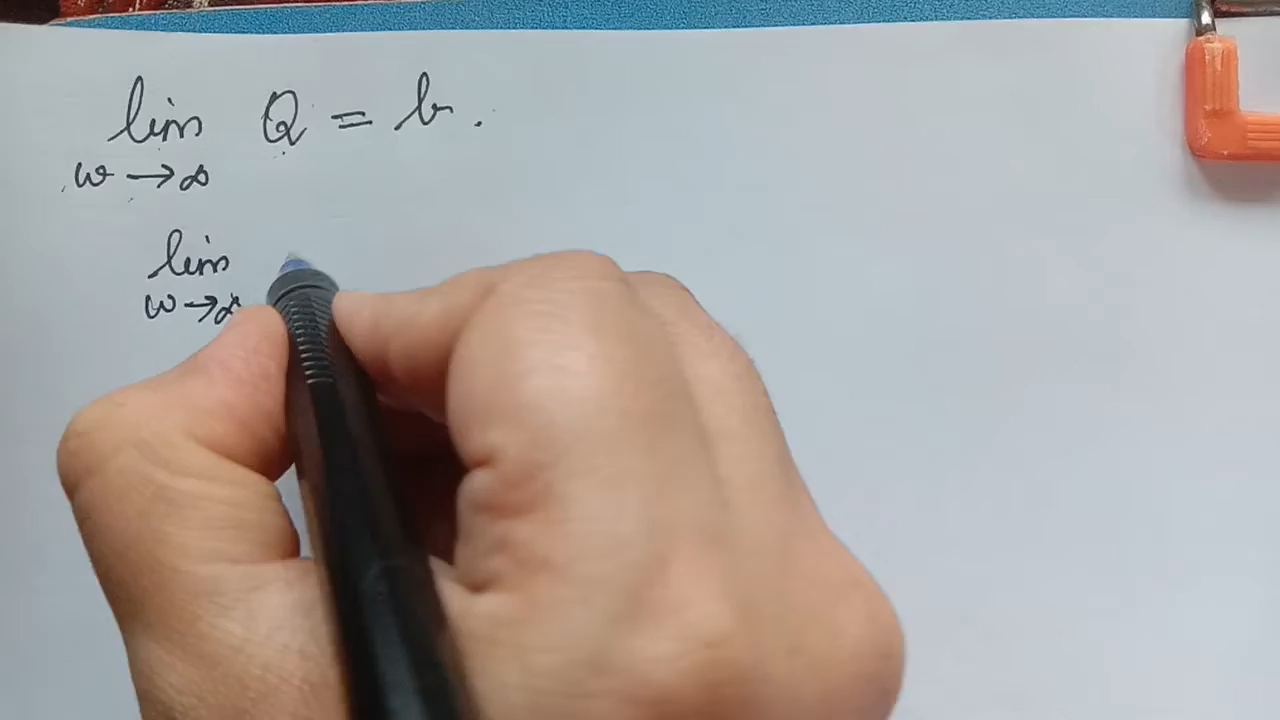 lim Q = b.
w → ∞
lim
w → ∞